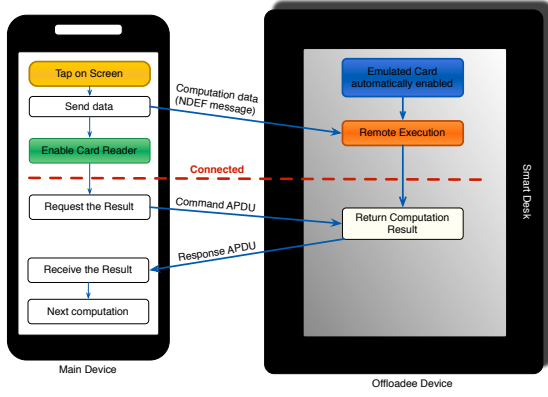 Tap on Screen
Send data
Enable Card Reader
Request the Result
Receive the Result
Next computation
Main Device
Computation data
(NDEF message)
Connected
Command APDU
Response APDU
Emulated Card
automatically enabled
Remote Execution
Return Computation
Result
Smart Desk
Offloadee Device